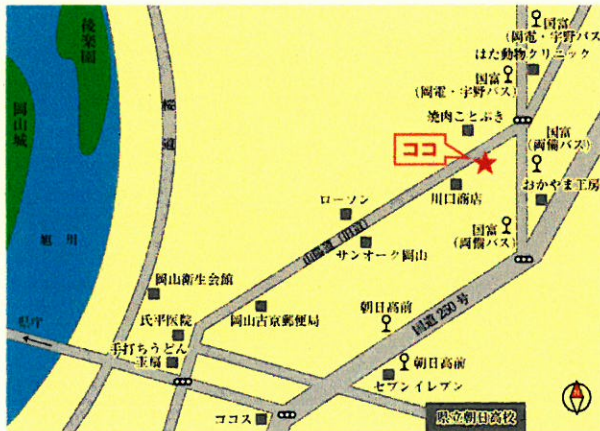 国富
(岡電・宇野バス)
はた動物クリニック
後楽園
国富
(岡電・宇野バス)
焼肉ことぶき
国富
(両備バス)
ココ
岡山城
桜道
川口商店
おかやま工房
ローソン
国富
(両備バス)
旭川
サンオーク岡山
岡山衛生会館
朝日高前
国道250号
岡山古京郵便局
県庁
氏平医院
手打ちうどん
玉扇
朝日高前
セブンイレブン
ココス
県立朝日高校